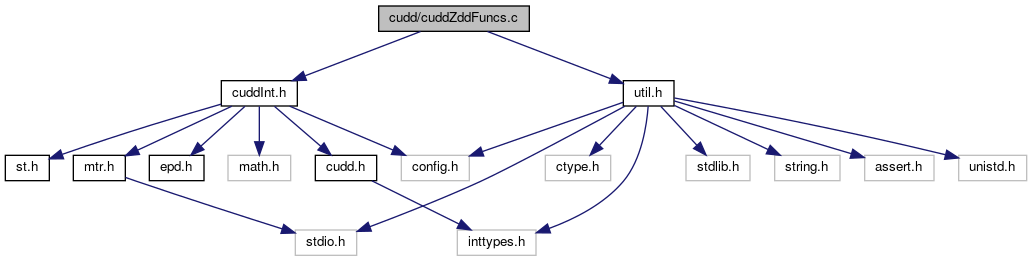 cudd/cuddZddFuncs.c
cuddInt.h
util.h
st.h
mtr.h
epd.h
math.h
cudd.h
config.h
ctype.h
stdlib.h
string.h
assert.h
unistd.h
stdio.h
inttypes.h